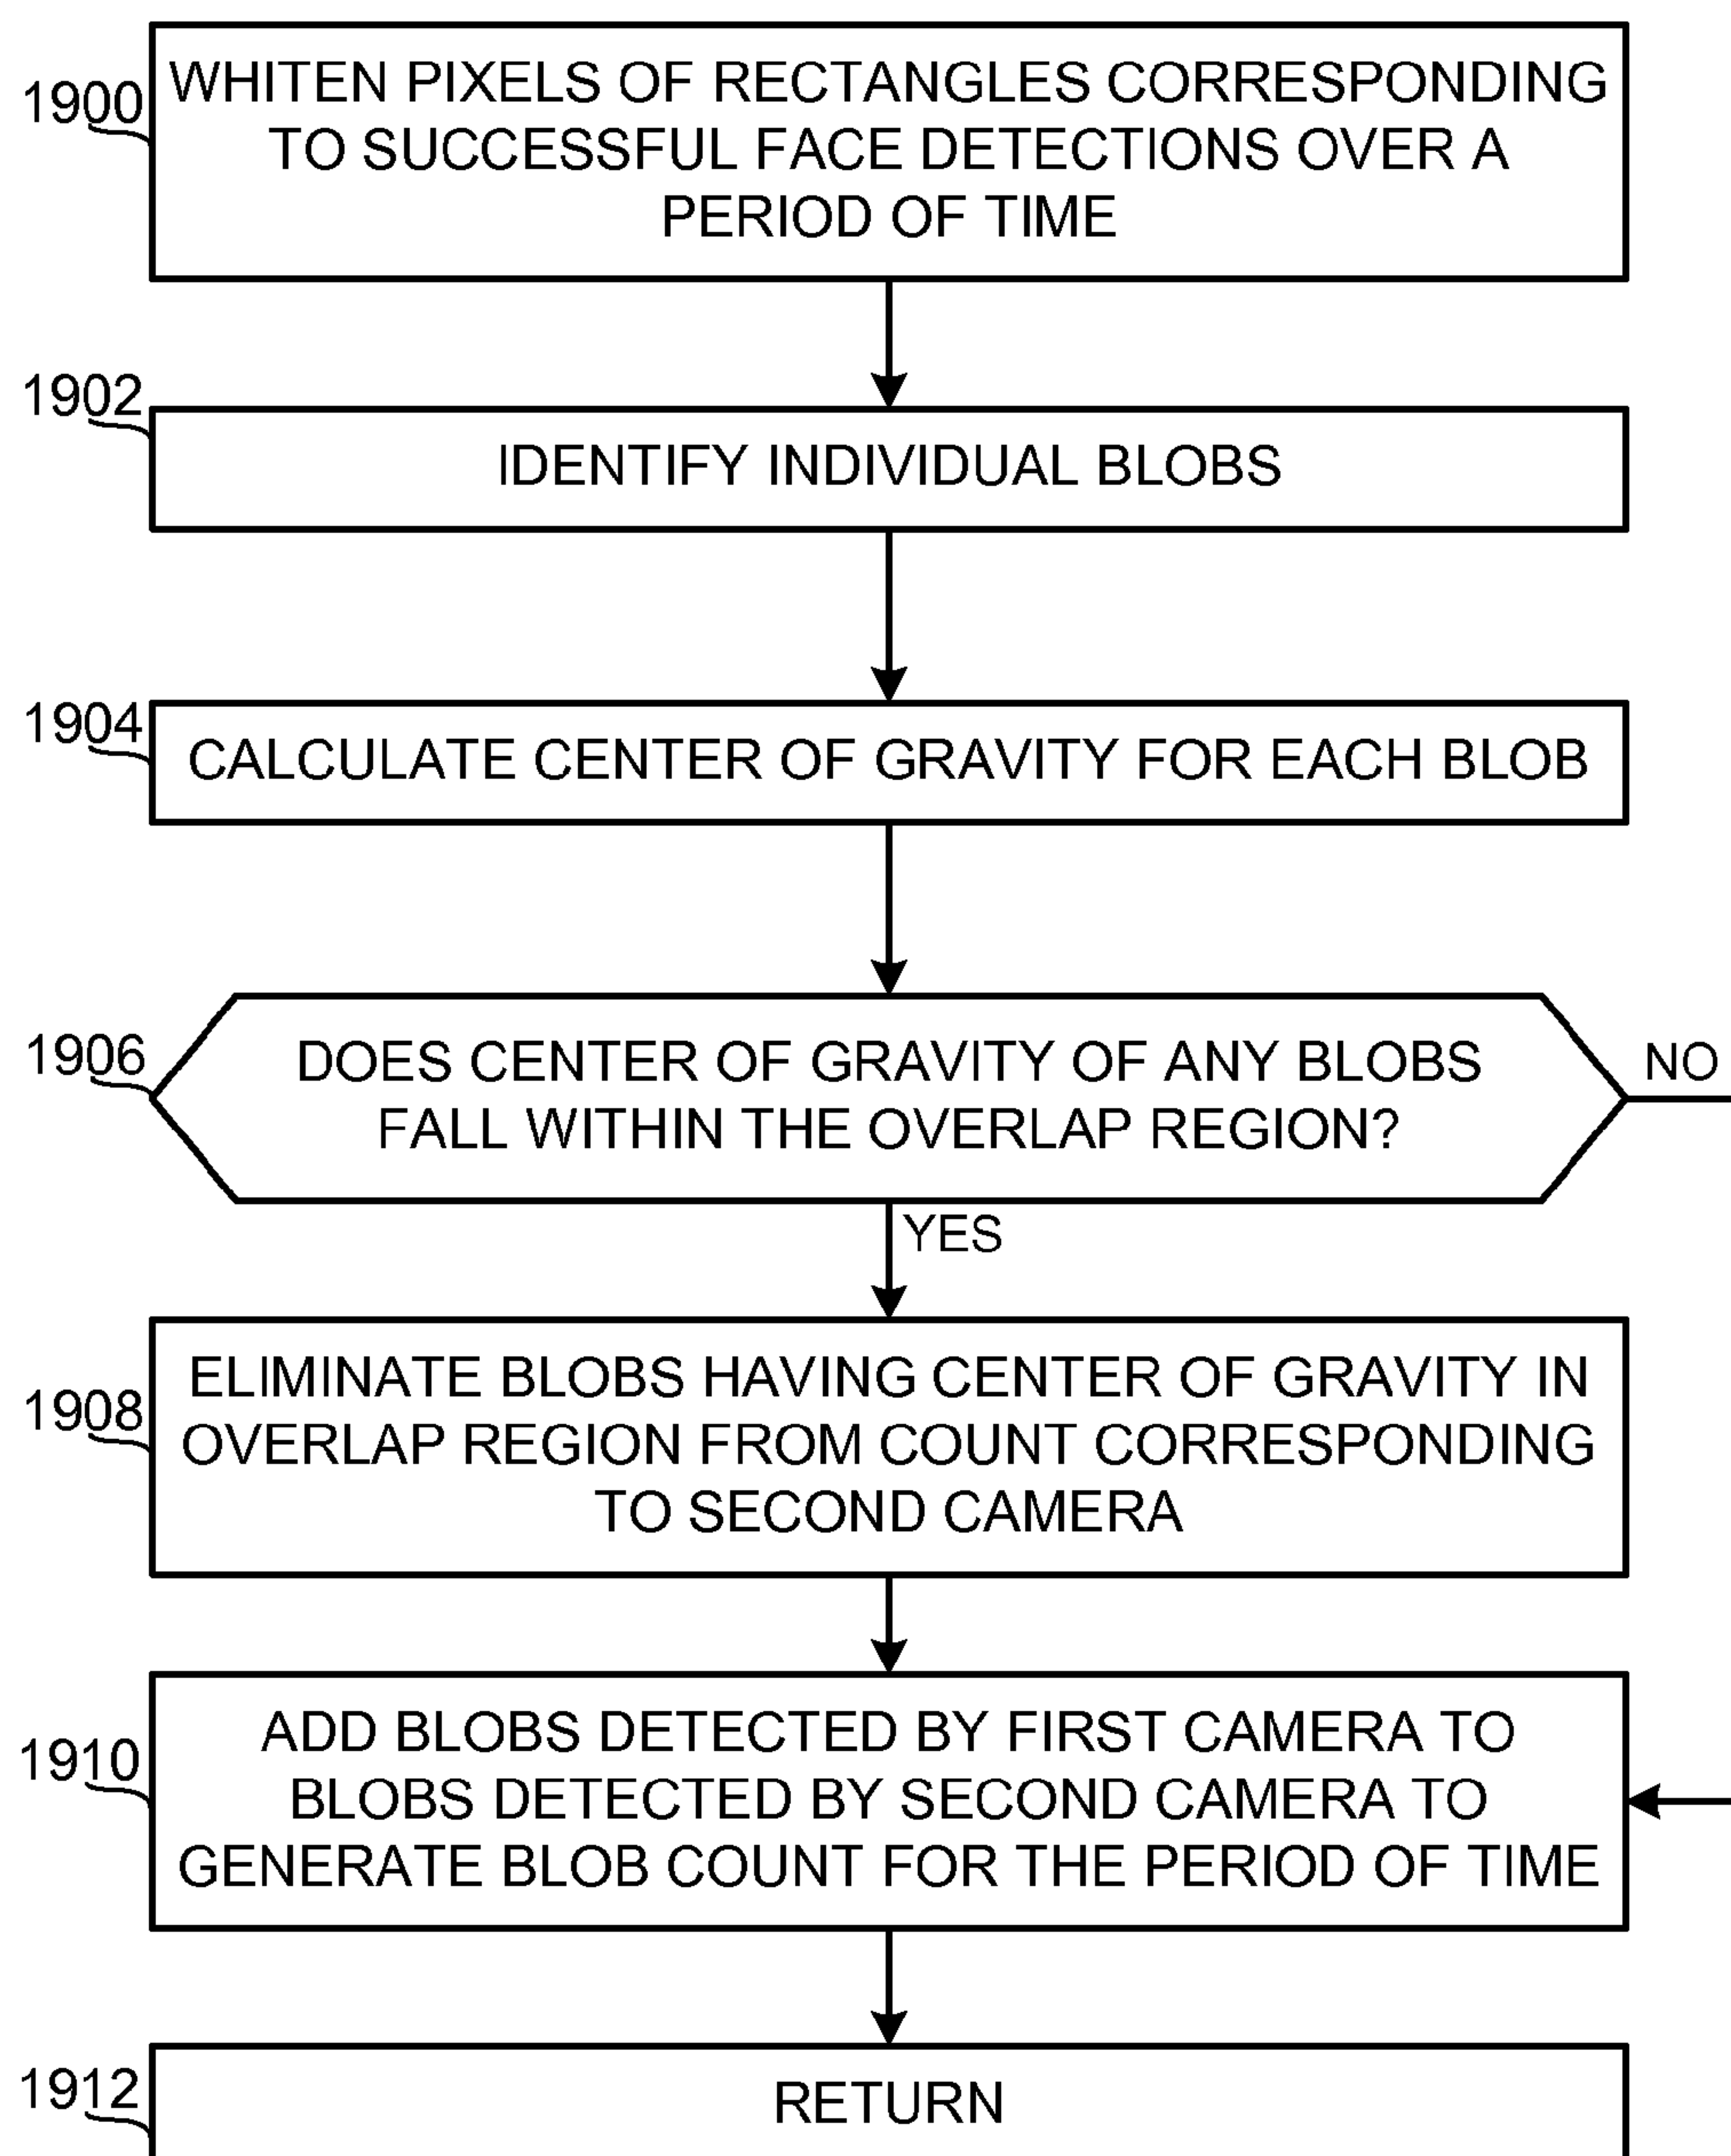 1900
WHITEN PIXELS OF RECTANGLES CORRESPONDING
TO SUCCESSFUL FACE DETECTIONS OVER A
PERIOD OF TIME
1902
IDENTIFY INDIVIDUAL BLOBS
1904
CALCULATE CENTER OF GRAVITY FOR EACH BLOB
1906
DOES CENTER OF GRAVITY OF ANY BLOBS
FALL WITHIN THE OVERLAP REGION?
NO
YES
1908
ELIMINATE BLOBS HAVING CENTER OF GRAVITY IN
OVERLAP REGION FROM COUNT CORRESPONDING
TO SECOND CAMERA
1910
ADD BLOBS DETECTED BY FIRST CAMERA TO
BLOBS DETECTED BY SECOND CAMERA TO
GENERATE BLOB COUNT FOR THE PERIOD OF TIME
1912
RETURN